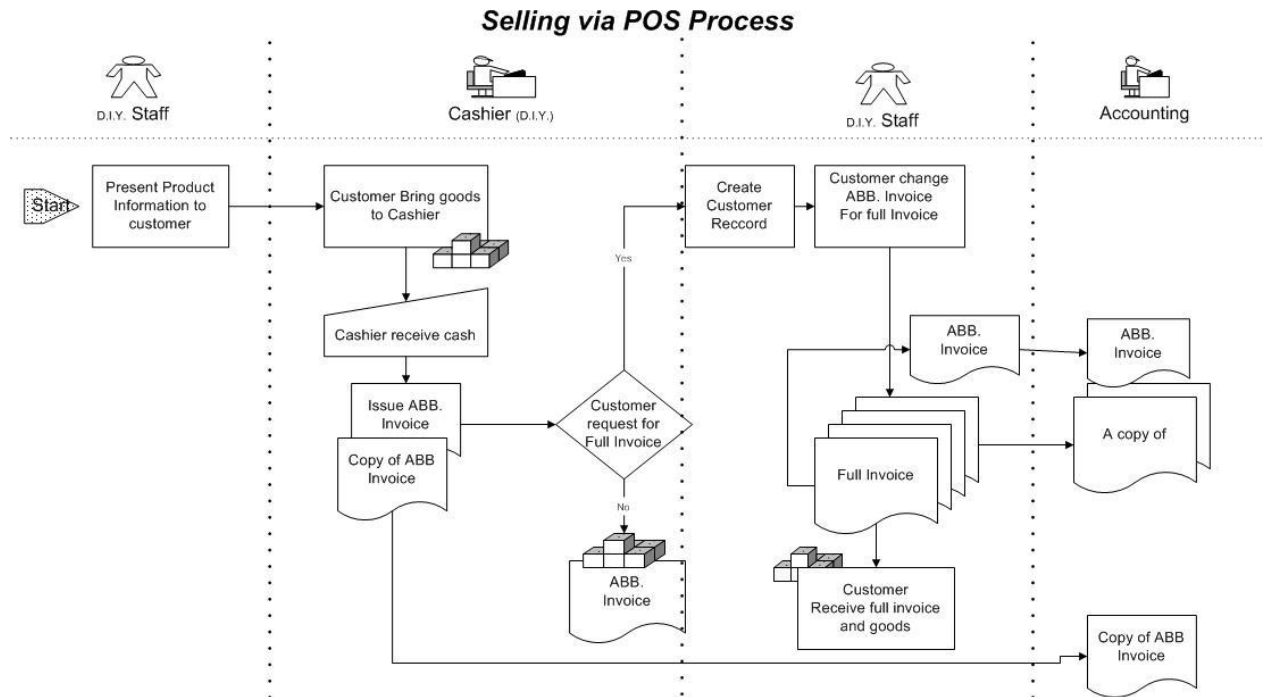 Selling via POS Process
D.I.Y. Staff
Cashier (D.I.Y.)
D.I.Y. Staff
Accounting
Start
Present Product
Information to
customer
Customer Bring goods
to Cashier
Cashier receive cash
Issue ABB.
Invoice
Copy of ABB
Invoice
Customer
request for
Full Invoice
Yes
No
ABB.
Invoice
Create
Customer
Reccord
Customer change
ABB. Invoice
For full Invoice
ABB.
Invoice
Full Invoice
Customer
Receive full invoice
and goods
ABB.
Invoice
A copy of
Copy of ABB
Invoice